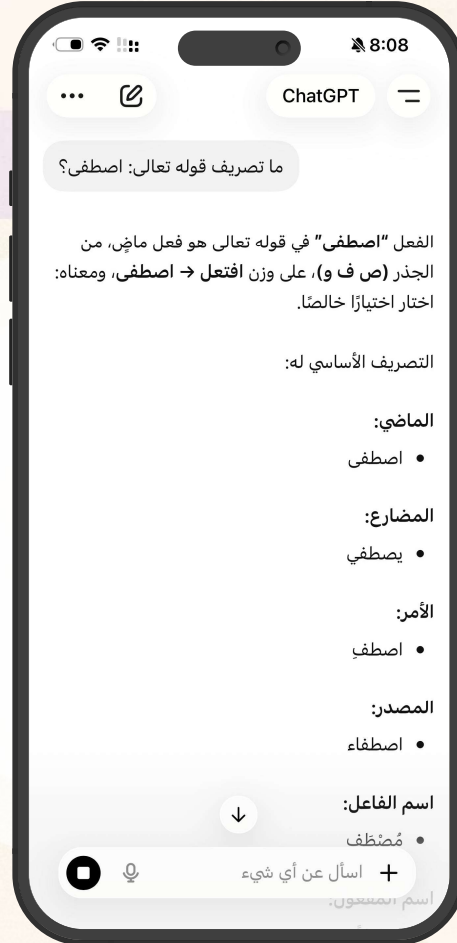 8:08
ChatGPT
ما تصريف قوله تعالى: اصطفى؟
الفعل “اصطفى” في قوله تعالى هو فعل ماضٍ، من
الجذر (ص ف و)، على وزن افتعل → اصطفى، ومعناه:
اختار اختيارًا خالصًا.
التصريف الأساسي له:
الماضي:
• اصطفى
المضارع:
• يصطفي
الأمر:
• اصطفِ
المصدر:
• اصطفاء
اسم الفاعل:
• مُصْطَف
اسأل عن أي شيء
اسم المفعول: